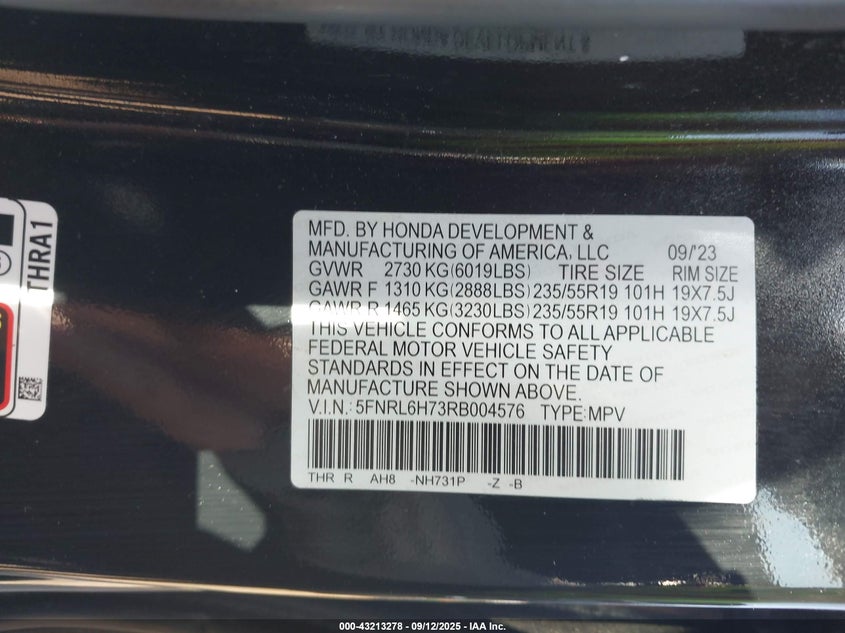 MFD. BY HONDA DEVELOPMENT &
MANUFACTURING OF AMERICA, LLC 09/'23
GVWR 2730 KG(6019LBS) TIRE SIZE RIM SIZE
GAWR F 1310 KG(2888LBS) 235/55R19 101H 19X7.5J
GAWR R 1465 KG(3230LBS) 235/55R19 101H 19X7.5J
THIS VEHICLE CONFORMS TO ALL APPLICABLE
FEDERAL MOTOR VEHICLE SAFETY
STANDARDS IN EFFECT ON THE DATE OF
MANUFACTURE SHOWN ABOVE.
V.I.N.: 5FNRL6H73RB004576 TYPE:MPV
THR R AH8 -NH731P -Z -B
THRA1
000-43213278 - 09/12/2025 - IAA Inc.